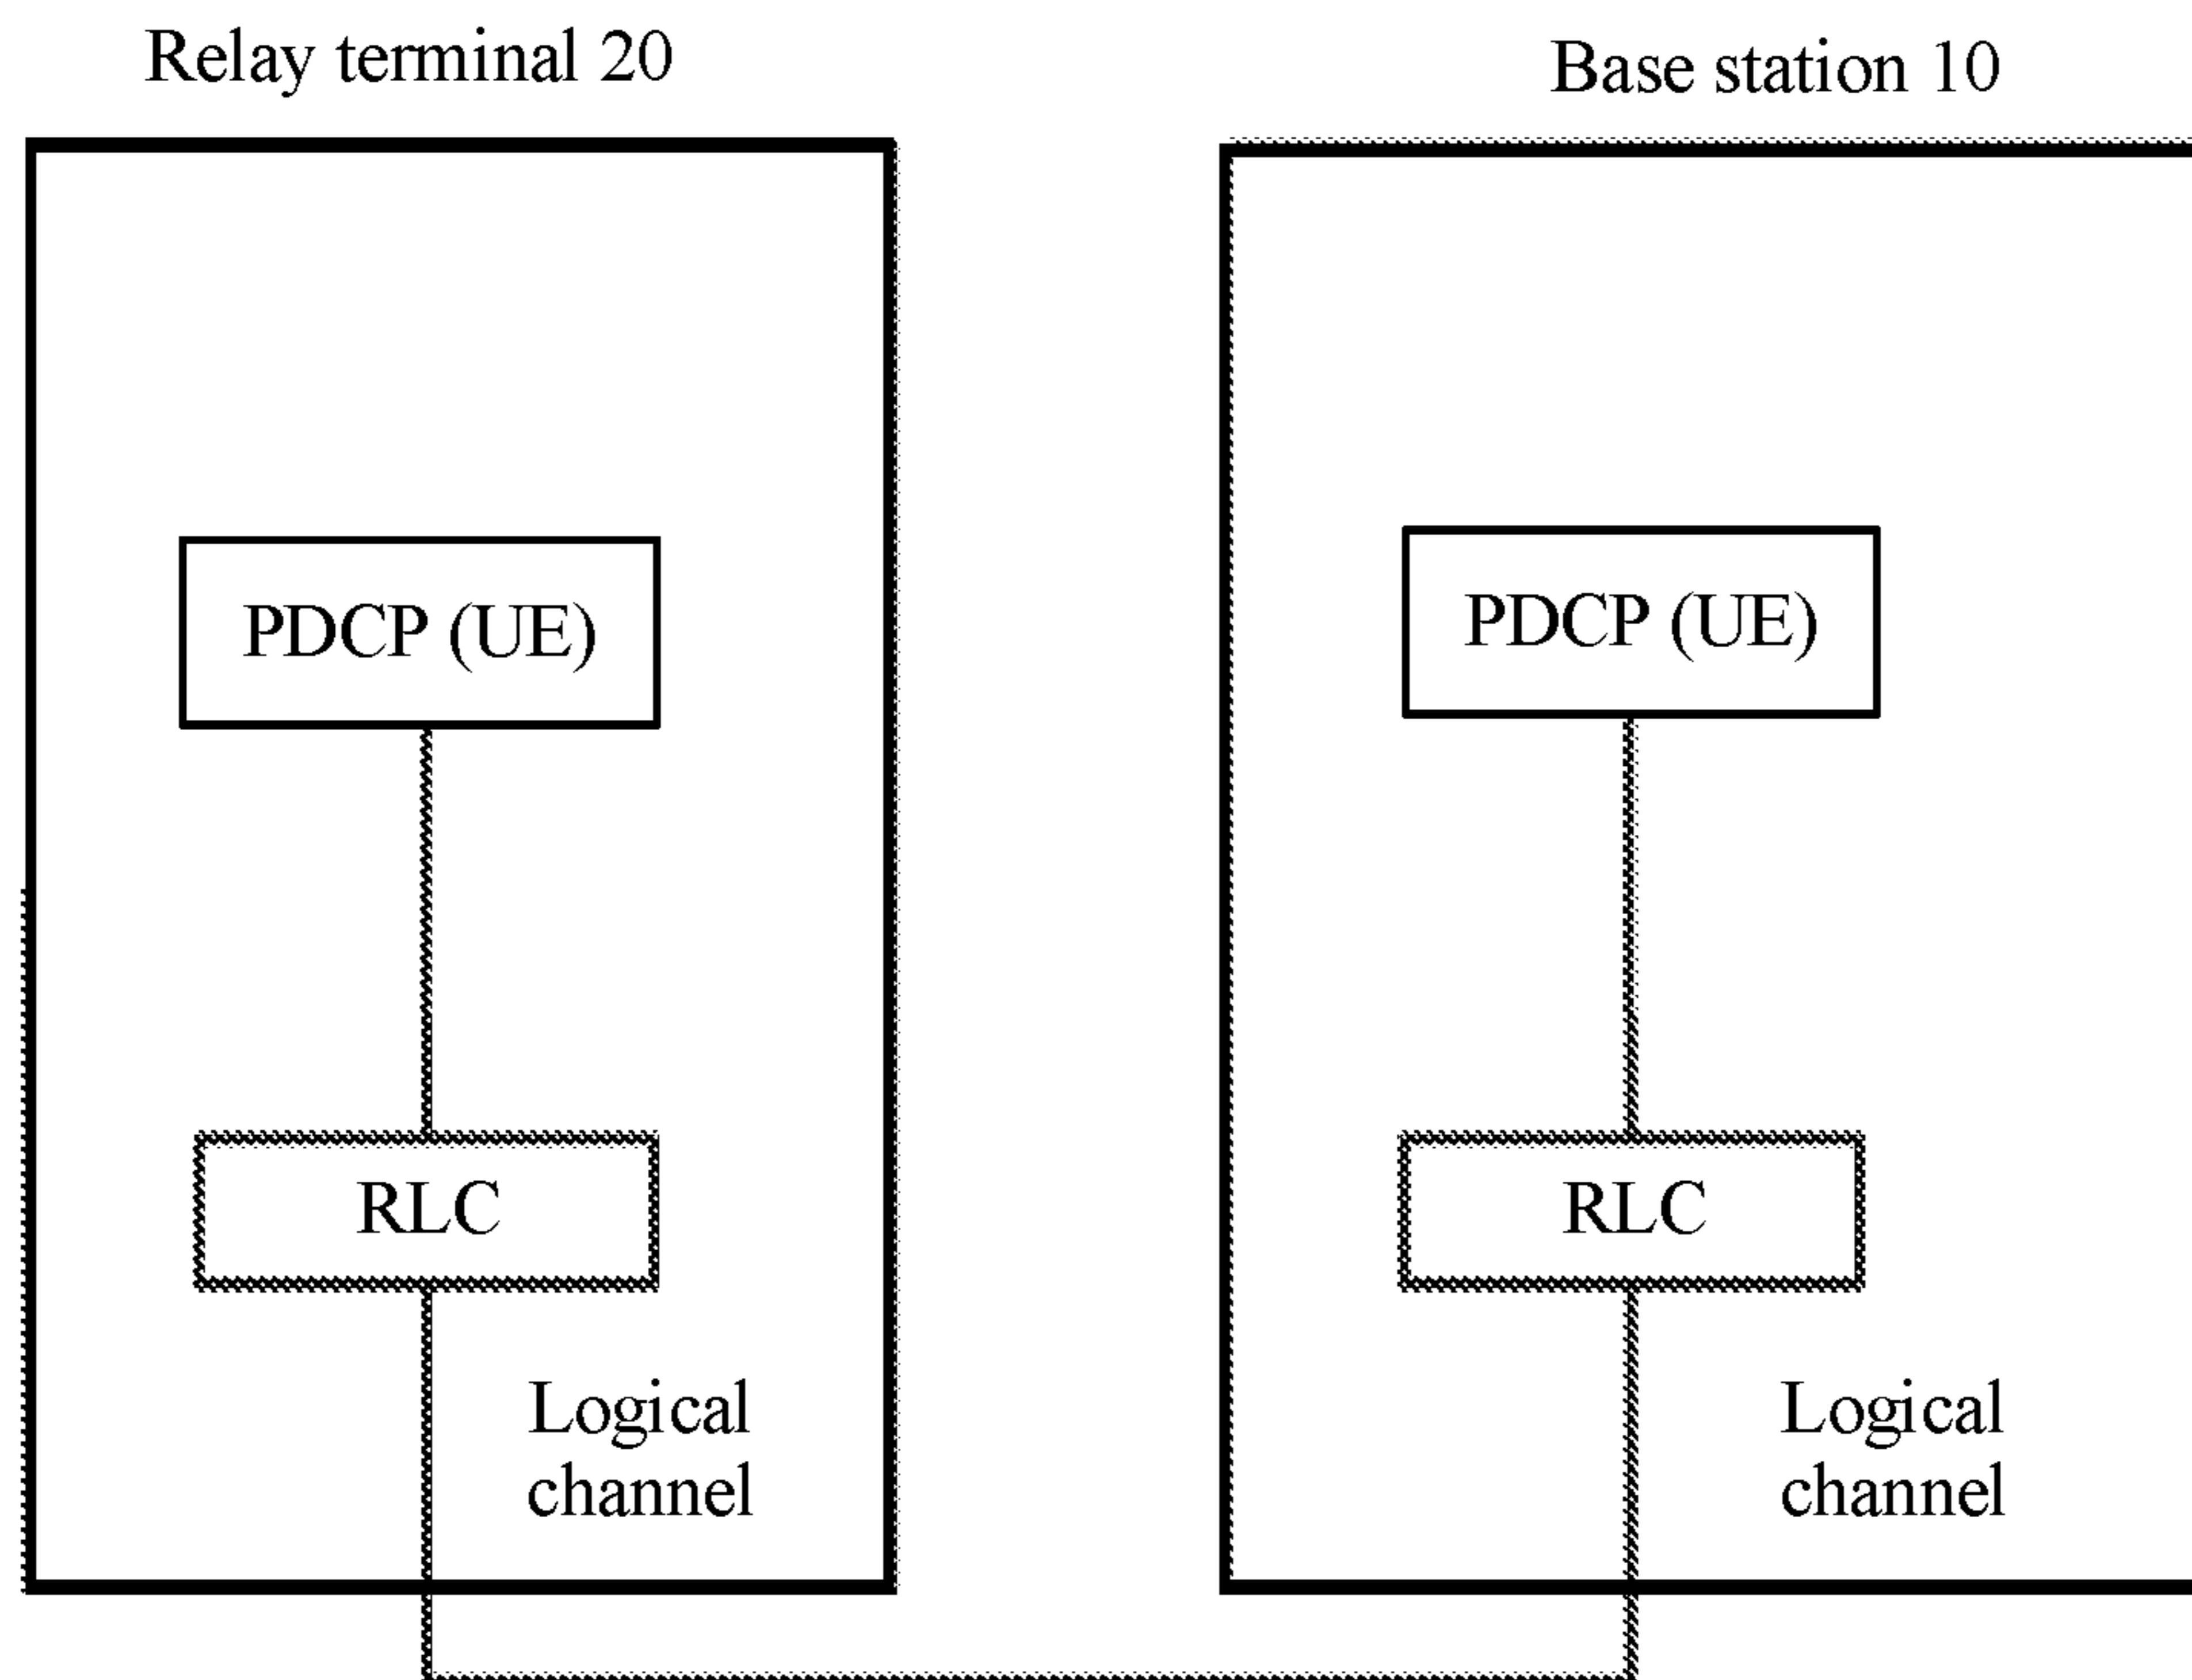 Relay terminal 20
Base station 10
PDCP (UE)
PDCP (UE)
RLC
RLC
Logical
channel
Logical
channel